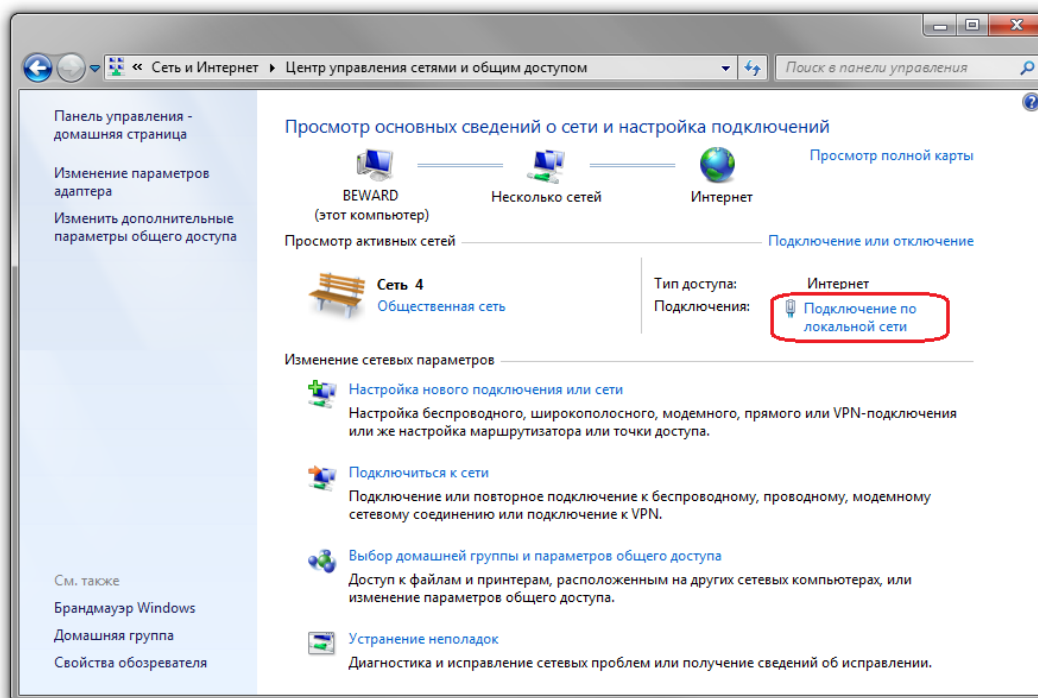 « Сеть и Интернет ▸ Центр управления сетями и общим доступом
Поиск в панели управления
Панель управления -
домашняя страница
Изменение параметров
адаптера
Изменить дополнительные
параметры общего доступа
Просмотр основных сведений о сети и настройка подключений
Просмотр полной карты
BEWARD
(этот компьютер)
Несколько сетей
Интернет
Просмотр активных сетей
Подключение или отключение
Сеть 4
Общественная сеть
Тип доступа: Интернет
Подключения: Подключение по
локальной сети
Изменение сетевых параметров
Настройка нового подключения или сети
Настройка беспроводного, широкополосного, модемного, прямого или VPN-подключения
или же настройка маршрутизатора или точки доступа.
Подключиться к сети
Подключение или повторное подключение к беспроводному, проводному, модемному
сетевому соединению или подключение к VPN.
Выбор домашней группы и параметров общего доступа
Доступ к файлам и принтерам, расположенным на других сетевых компьютерах, или
изменение параметров общего доступа.
Устранение неполадок
Диагностика и исправление сетевых проблем или получение сведений об исправлении.
См. также
Брандмауэр Windows
Домашняя группа
Свойства обозревателя